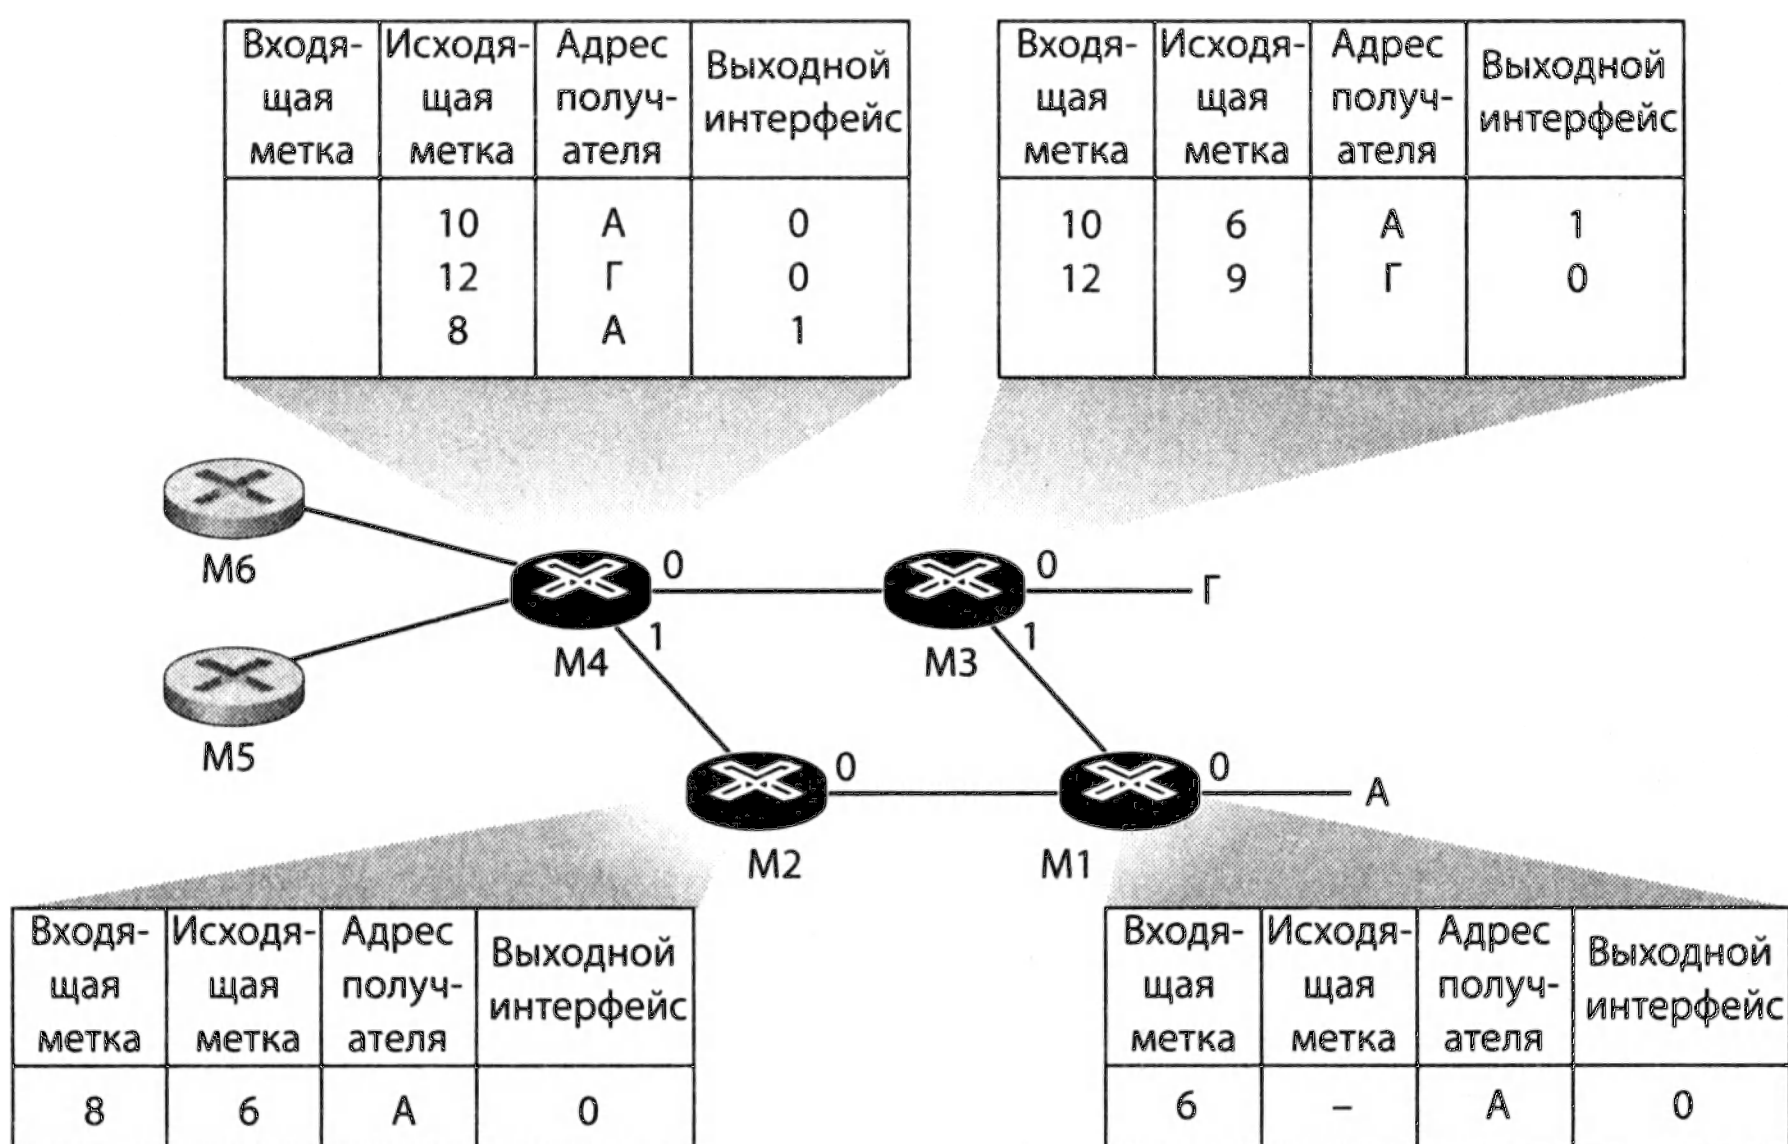 Входя- Исходя- Адрес Выходной
щая щая получ- интерфейс
метка метка ателя
10 А 0
12 Г 0
8 А 1
Входя- Исходя- Адрес Выходной
щая щая получ- интерфейс
метка метка ателя
10 6 А 1
12 9 Г 0
М6
М5
0
1
М4
0
1
М3
Г
0
М2
0
М1
А
Входя- Исходя- Адрес Выходной
щая щая получ- интерфейс
метка метка ателя
8 6 А 0
Входя- Исходя- Адрес Выходной
щая щая получ- интерфейс
метка метка ателя
6 – А 0